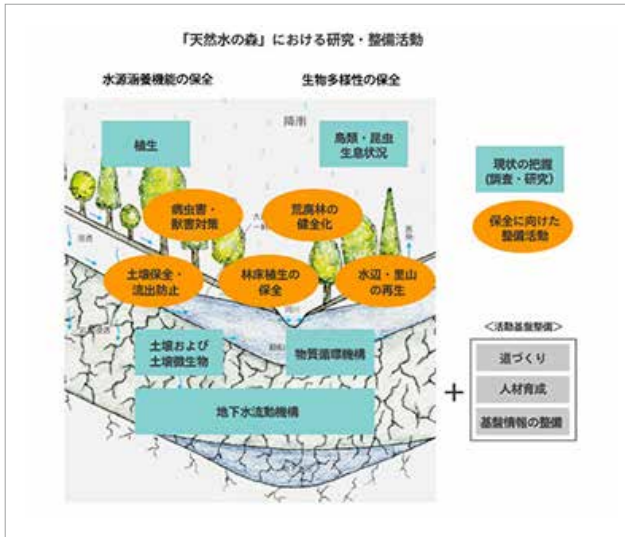 「天然水の森」における研究・整備活動
水源涵養機能の保全
生物多様性の保全
降雨
植生
鳥類・昆虫
生息状況
現状の把握
(調査・研究)
病虫害・
獣害対策
荒廃林の
健全化
保全に向けた
整備活動
土壌保全・
流出防止
林床植生の
保全
水辺・里山
の再生
土壌および
土壌微生物
物質循環機構
地下水流動機構
＜活動基盤整備＞
+
道づくり
人材育成
基盤情報の整備